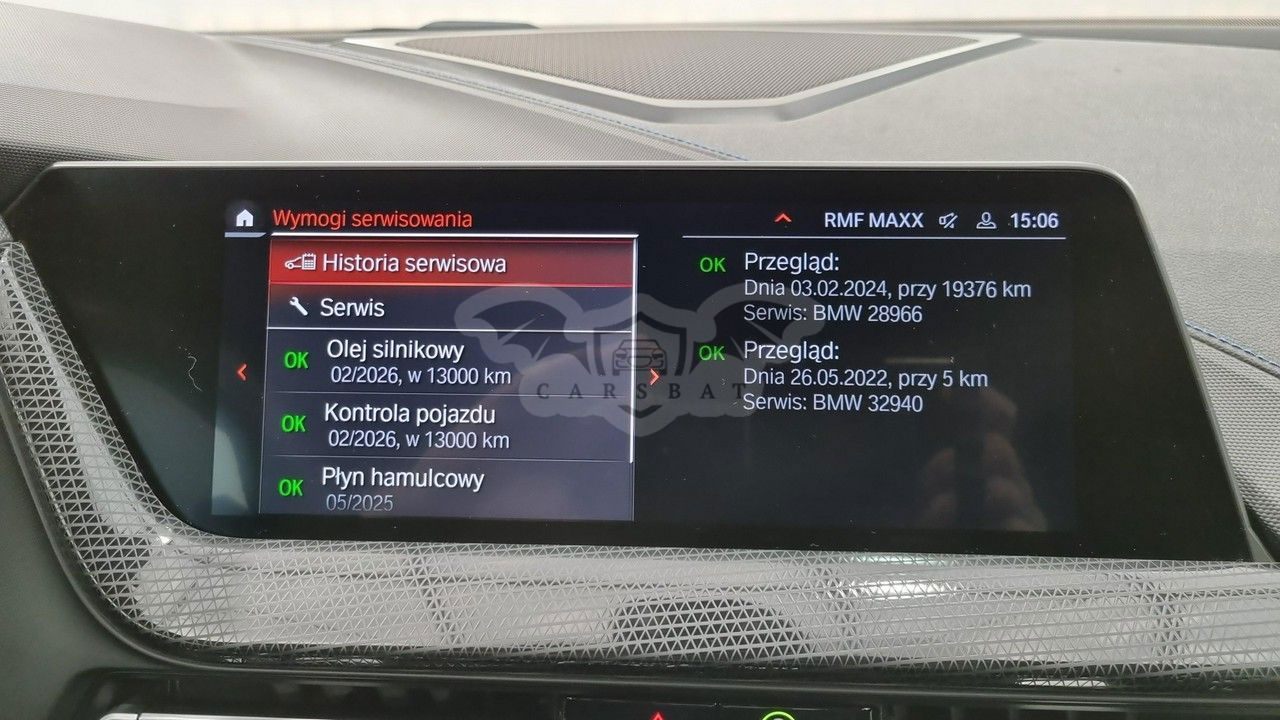 Wymogi serwisowania
RMF MAXX
15:06
Historia serwisowa
Serwis
OK Olej silnikowy
02/2026, w 13000 km
OK Kontrola pojazdu
02/2026, w 13000 km
OK Płyn hamulcowy
05/2025
OK Przegląd:
Dnia 03.02.2024, przy 19376 km
Serwis: BMW 28966
OK Przegląd:
Dnia 26.05.2022, przy 5 km
Serwis: BMW 32940
CARSBAT